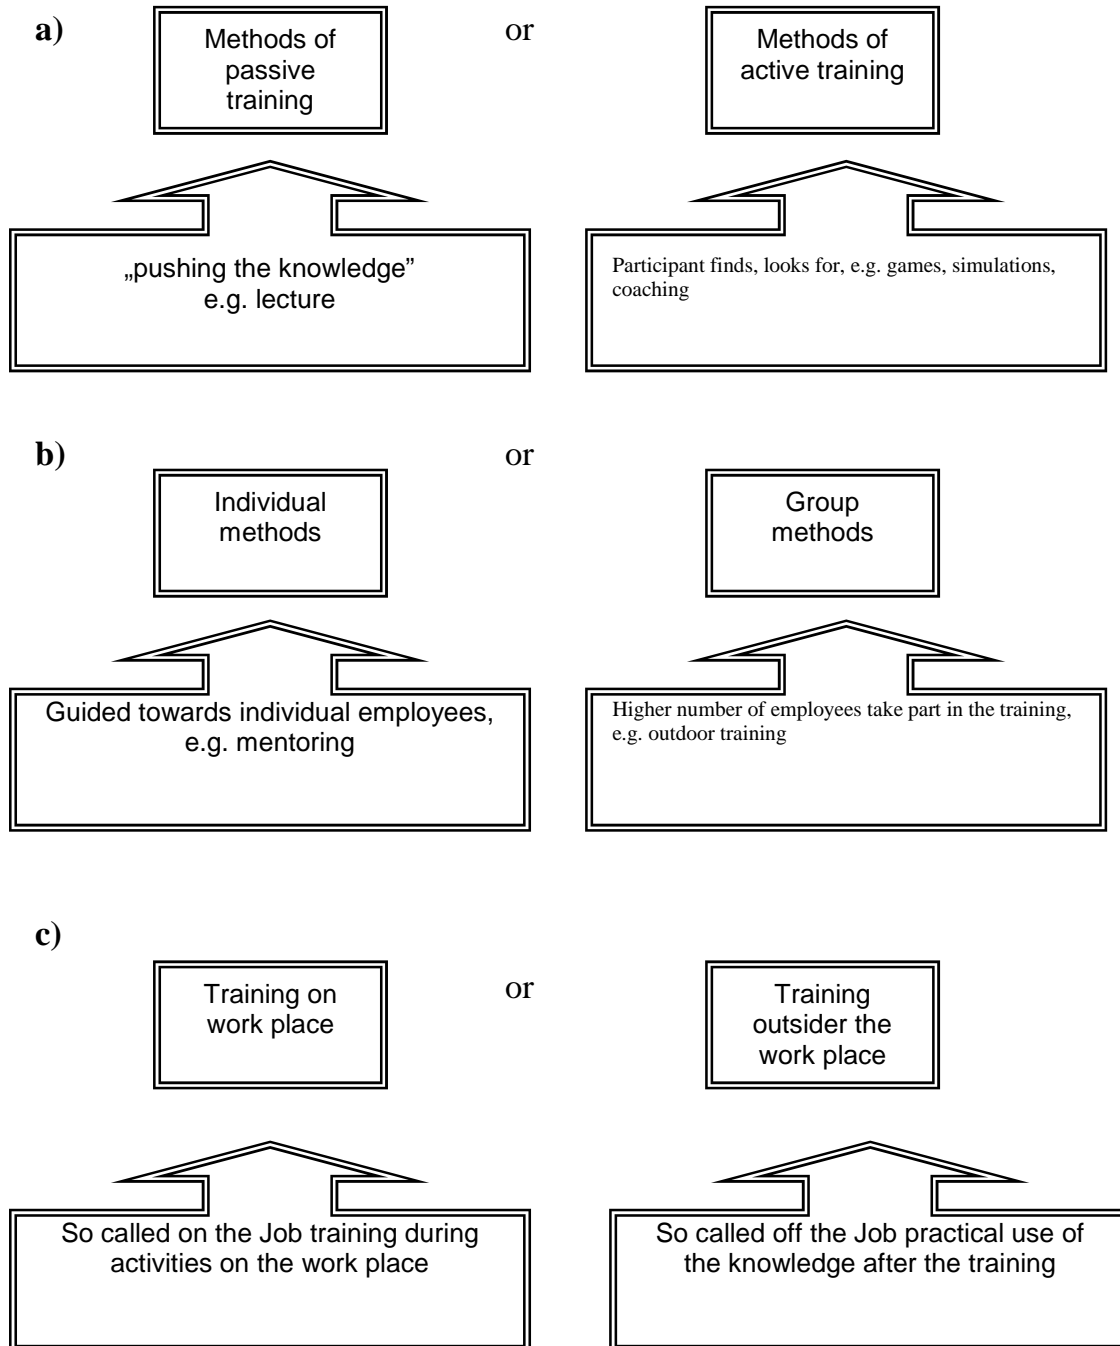 a)
Methods of
passive
training
or
Methods of
active training
„pushing the knowledge”
e.g. lecture
Participant finds, looks for, e.g. games, simulations,
coaching
b)
Individual
methods
or
Group
methods
Guided towards individual employees,
e.g. mentoring
Higher number of employees take part in the training,
e.g. outdoor training
c)
Training on
work place
or
Training
outsider the
work place
So called on the Job training during
activities on the work place
So called off the Job practical use of
the knowledge after the training